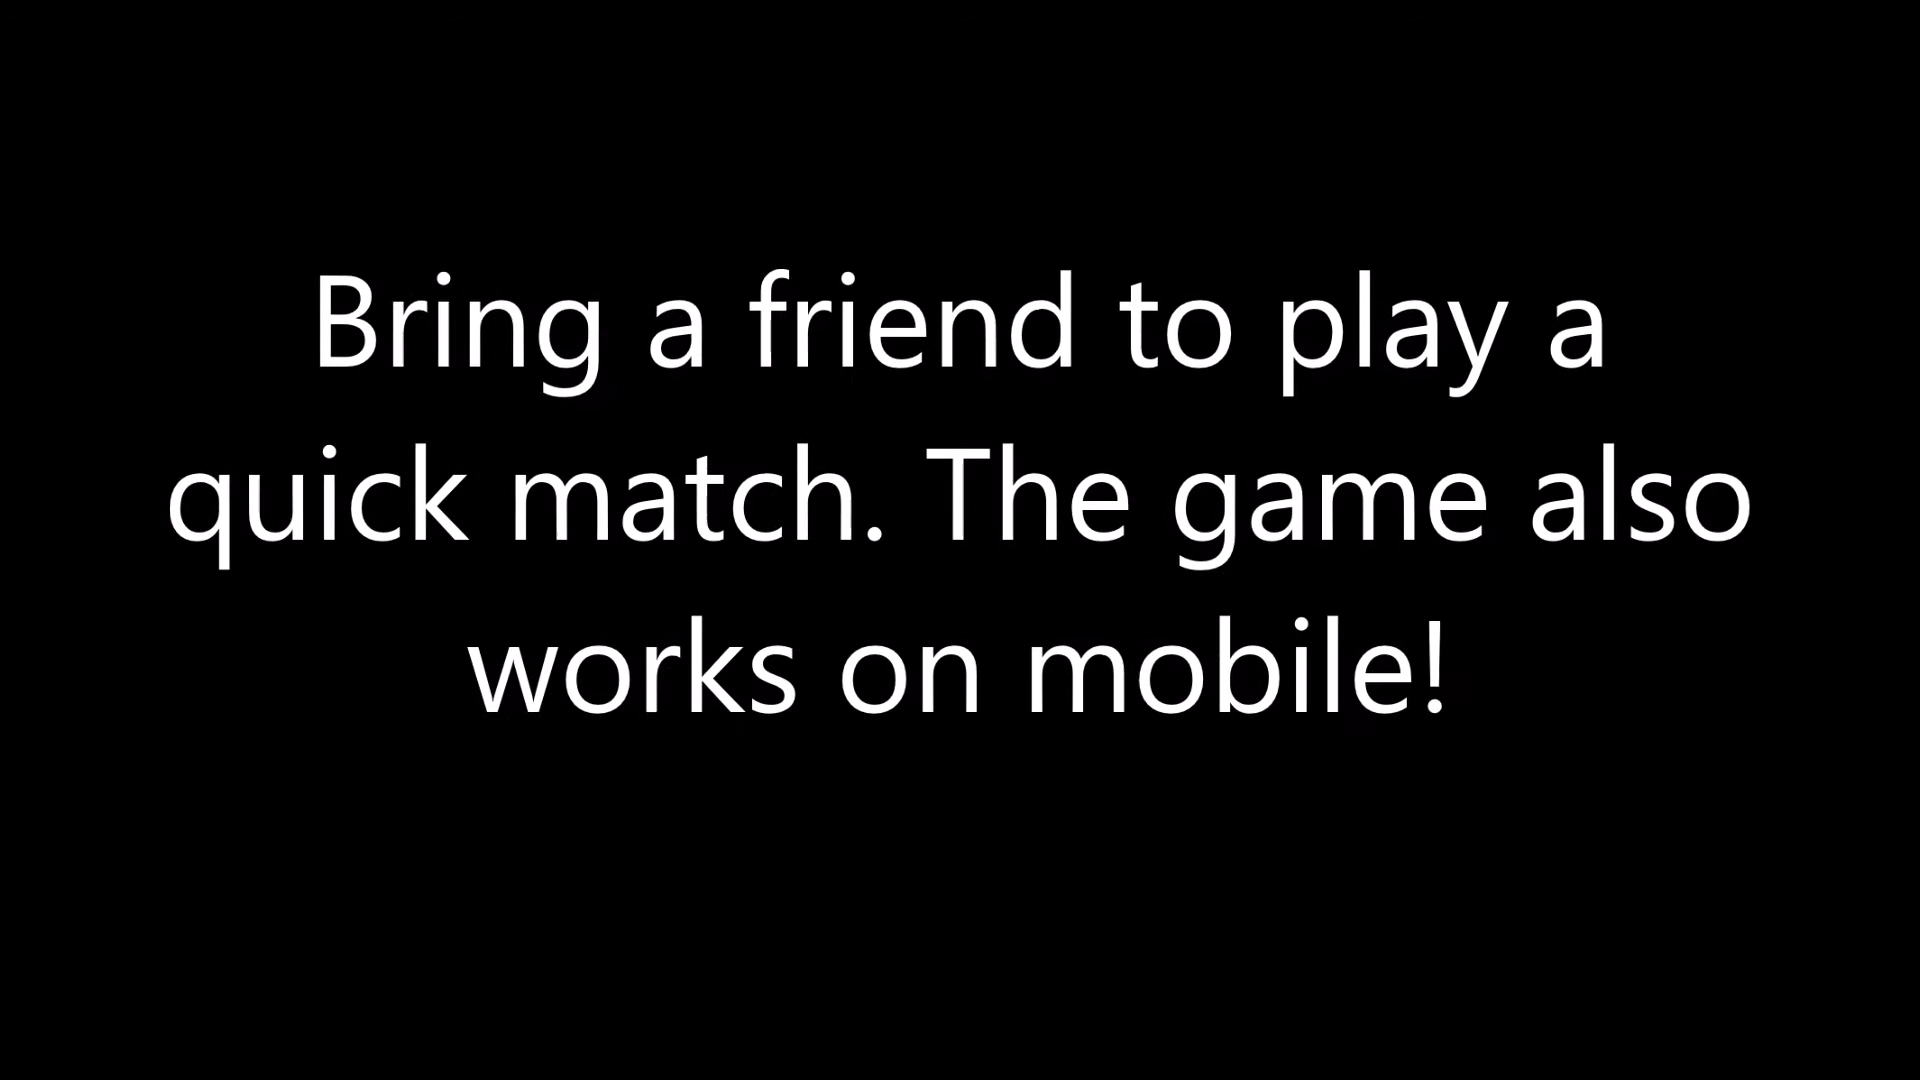 Bring a friend to play a
quick match. The game also
works on mobile!